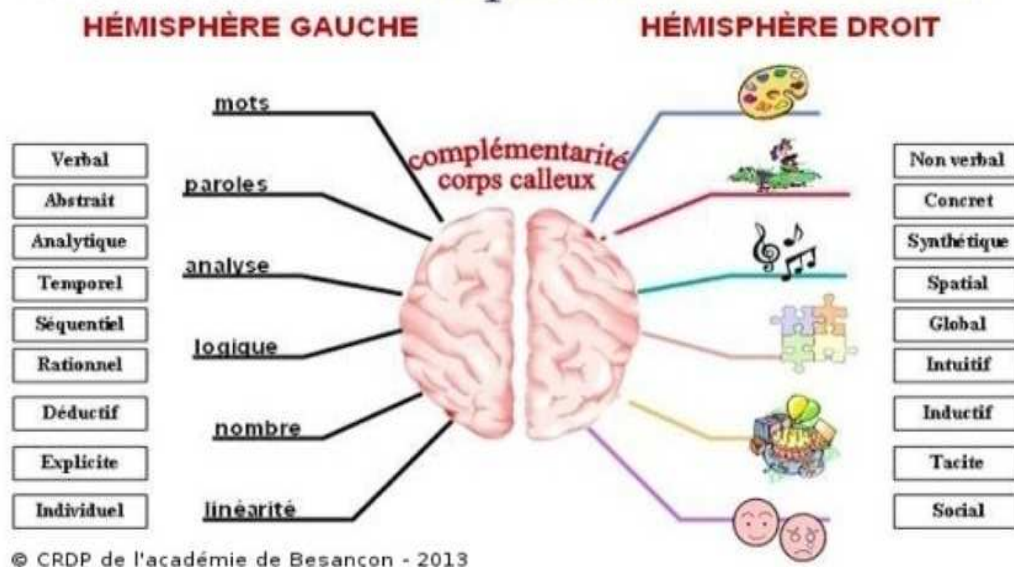 HÉMISPHÈRE GAUCHE
HÉMISPHÈRE DROIT
complémentarité
corps calleux
mots
paroles
analyse
logique
nombre
linéarité
Verbal
Abstrait
Analytique
Temporel
Séquentiel
Rationnel
Déductif
Explicite
Individuel
Non verbal
Concret
Synthétique
Spatial
Global
Intuitif
Inductif
Tacite
Social
© CRDP de l'académie de Besançon - 2013